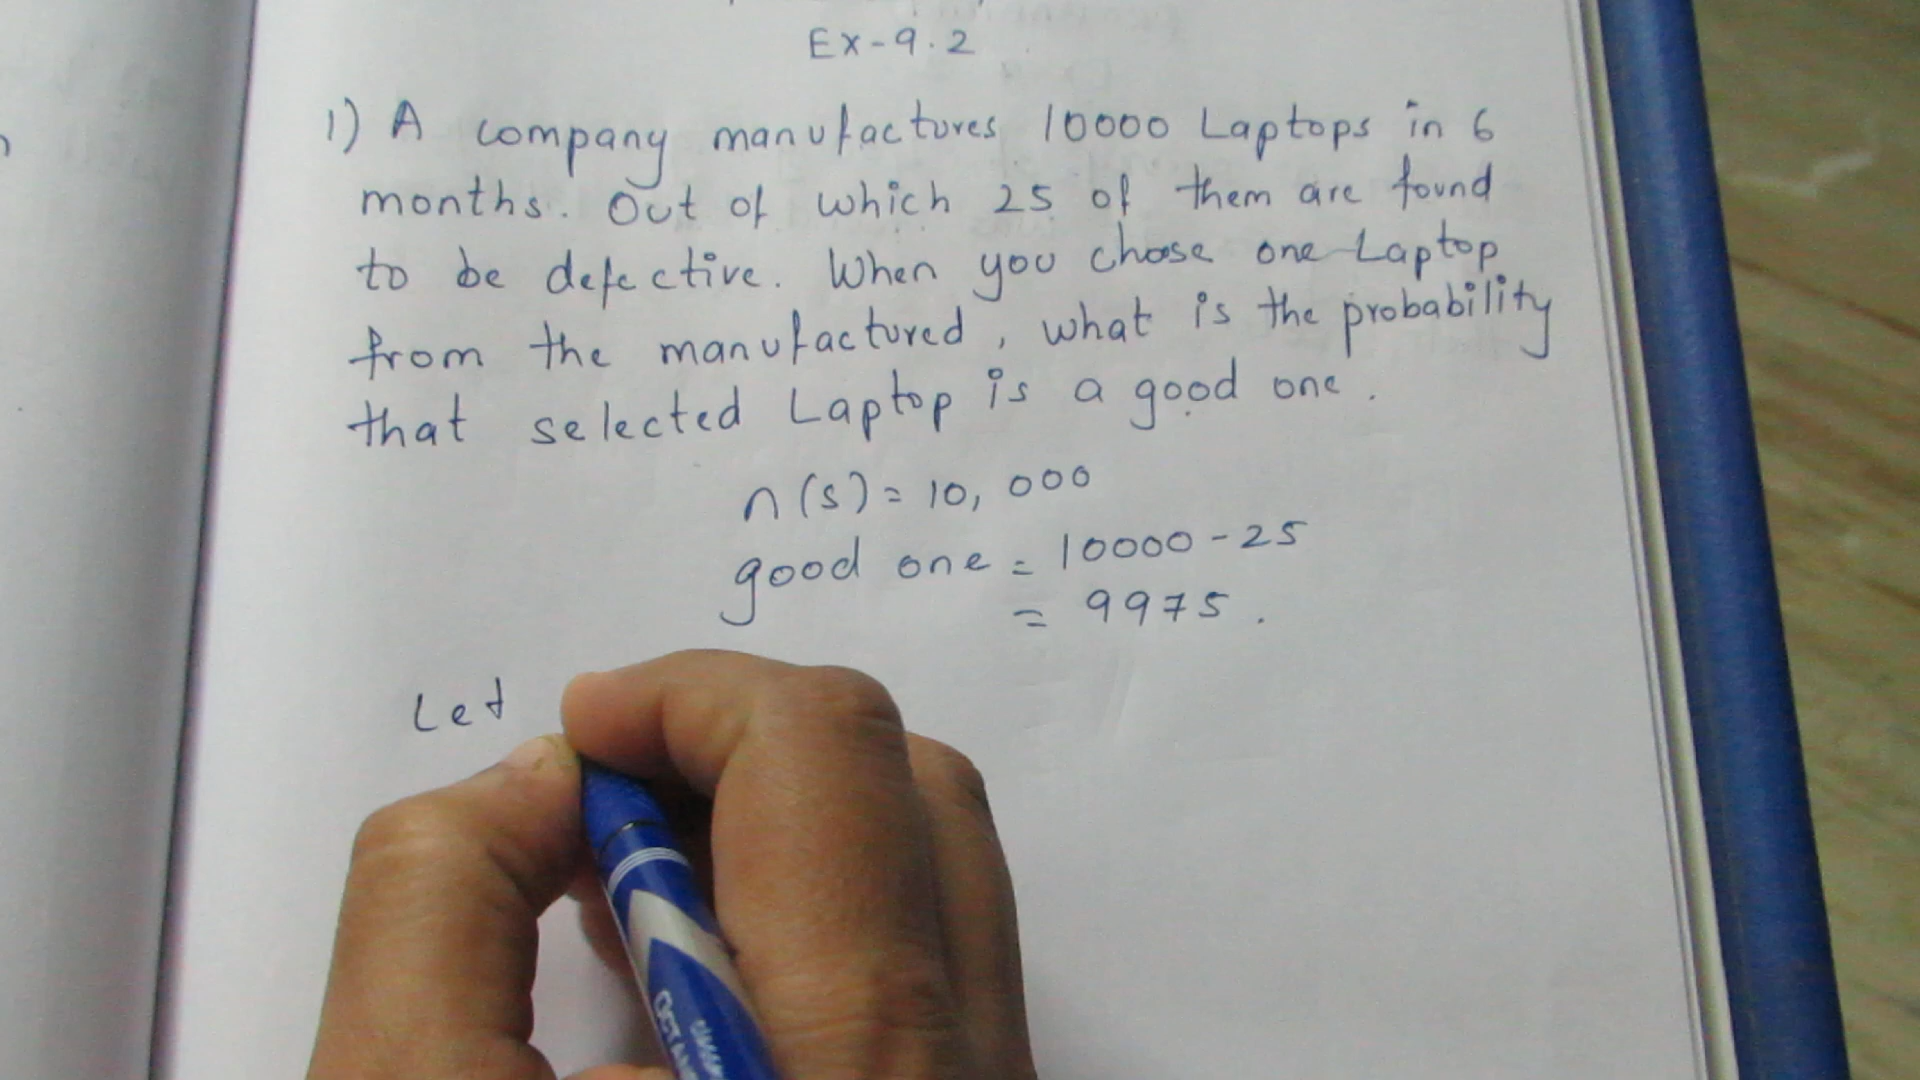 Ex-9.2
1) A company manufactures 10000 Laptops in 6
months. Out of which 25 of them are found
to be defective. When you chose one Laptop
from the manufactured, what is the probability
that selected Laptop is a good one.
n(s) = 10,000
good one = 10000-25
= 9975.
Let